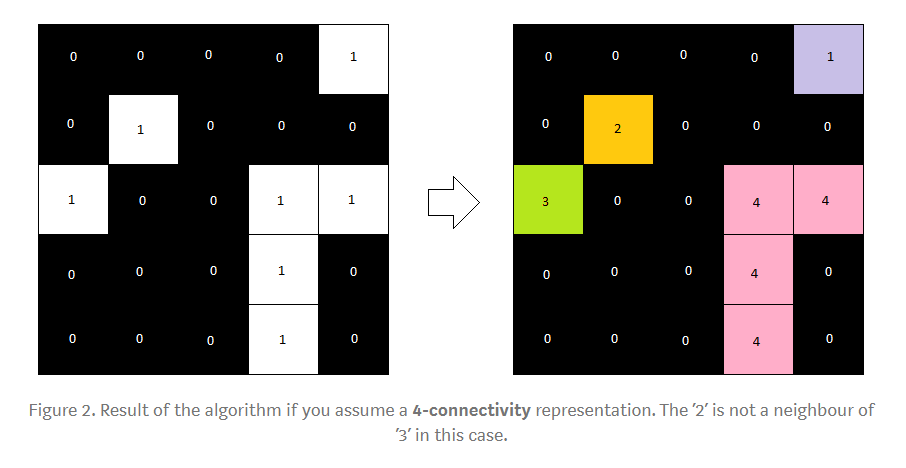 0 0 0 0 1
0 1 0 0 0
1 0 0 1 1
0 0 0 1 0
0 0 0 1 0
0 0 0 0 1
0 2 0 0 0
3 0 0 4 4
0 0 0 4 0
0 0 0 4 0
Figure 2. Result of the algorithm if you assume a 4-connectivity representation. The '2' is not a neighbour of
'3' in this case.